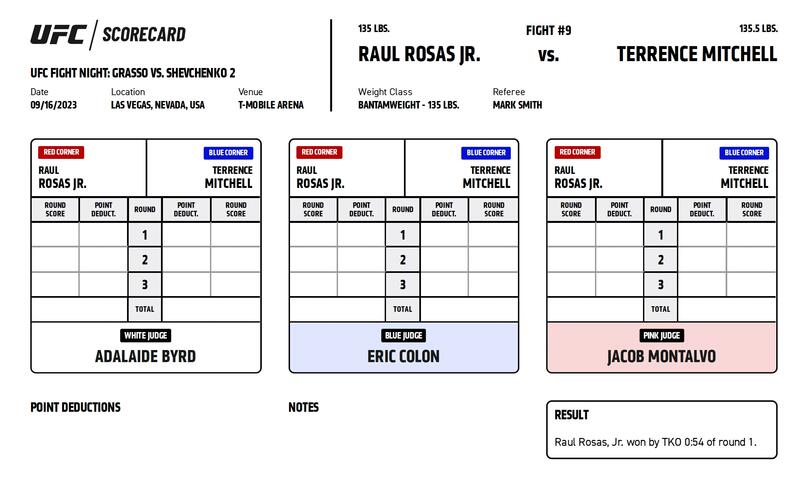 UFC SCORECARD
UFC FIGHT NIGHT: GRASSO VS. SHEVCHENKO 2
Date Location Venue
09/16/2023 LAS VEGAS, NEVADA, USA T-MOBILE ARENA
135 LBS. FIGHT #9 135.5 LBS.
RAUL ROSAS JR. VS. TERRENCE MITCHELL
Weight Class Referee
BANTAMWEIGHT - 135 LBS. MARK SMITH
RED CORNER BLUE CORNER
RAUL TERRENCE
ROSAS JR. MITCHELL
ROUND POINT ROUND POINT ROUND
SCORE DEDUCT. DEDUCT. SCORE
1
2
3
TOTAL
WHITE JUDGE
ADALAIDE BYRD
RED CORNER BLUE CORNER
RAUL TERRENCE
ROSAS JR. MITCHELL
ROUND POINT ROUND POINT ROUND
SCORE DEDUCT. DEDUCT. SCORE
1
2
3
TOTAL
BLUE JUDGE
ERIC COLON
RED CORNER BLUE CORNER
RAUL TERRENCE
ROSAS JR. MITCHELL
ROUND POINT ROUND POINT ROUND
SCORE DEDUCT. DEDUCT. SCORE
1
2
3
TOTAL
PINK JUDGE
JACOB MONTALVO
POINT DEDUCTIONS
NOTES
RESULT
Raul Rosas, Jr. won by TKO 0:54 of round 1.